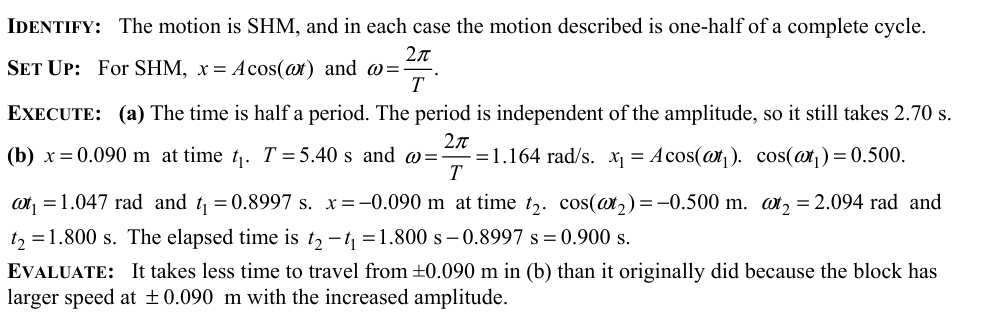 IDENTIFY: The motion is SHM, and in each case the motion described is one-half of a complete cycle.
SET UP: For SHM, x = A cos(ωt) and ω = 2π/T.
EXECUTE: (a) The time is half a period. The period is independent of the amplitude, so it still takes 2.70 s.
(b) x = 0.090 m at time t₁. T = 5.40 s and ω = 2π/T = 1.164 rad/s. x₁ = A cos(ωt₁). cos(ωt₁) = 0.500.
ωt₁ = 1.047 rad and t₁ = 0.8997 s. x = −0.090 m at time t₂. cos(ωt₂) = −0.500 m. ωt₂ = 2.094 rad and
t₂ = 1.800 s. The elapsed time is t₂ − t₁ = 1.800 s − 0.8997 s = 0.900 s.
EVALUATE: It takes less time to travel from ±0.090 m in (b) than it originally did because the block has
larger speed at ± 0.090 m with the increased amplitude.